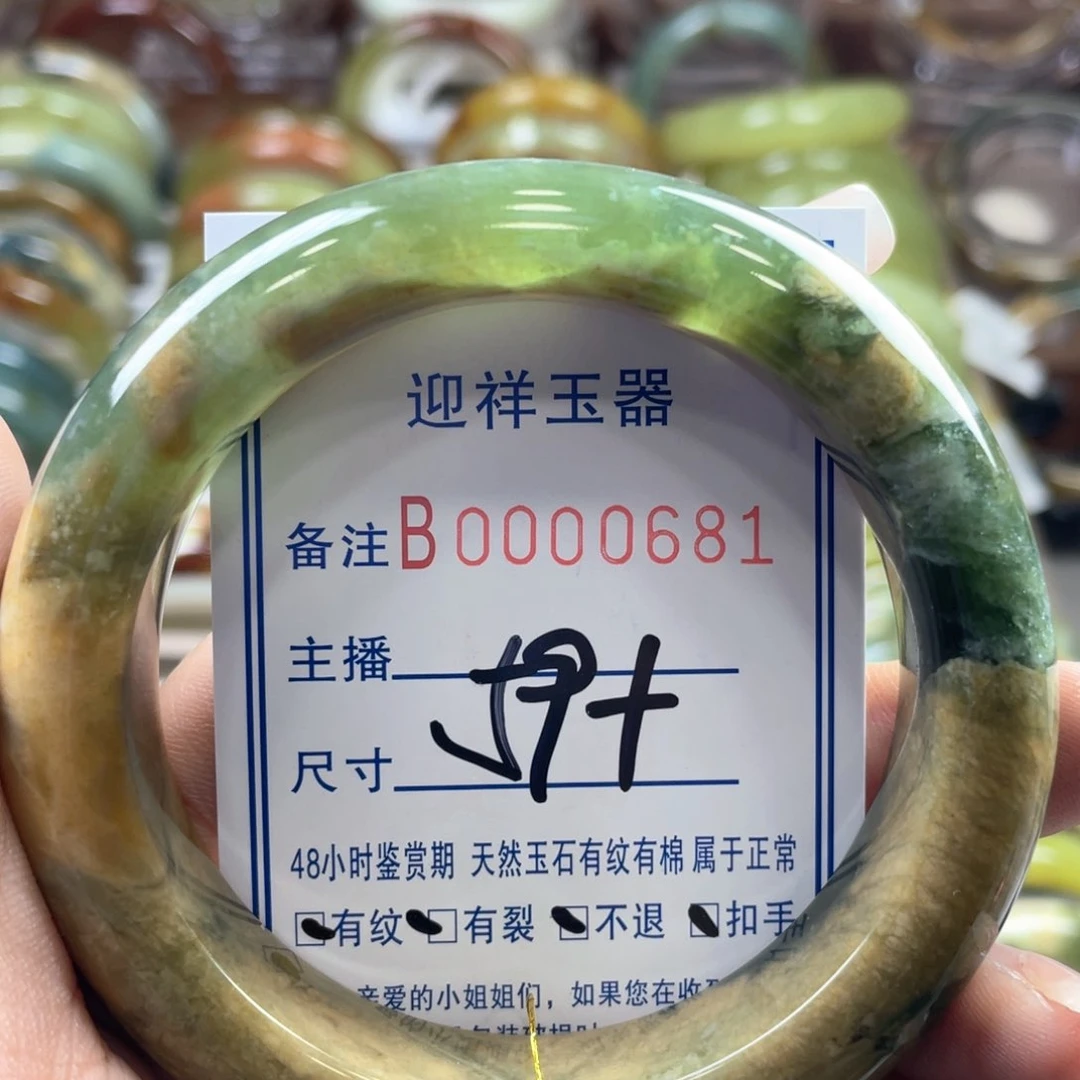 迎祥玉器
备注B0000681
主播
尺寸 59+
48小时鉴赏期 天然玉石有纹有棉 属于正常
有纹 有裂 不退 扣手
亲爱的小姐姐们，如果您在收